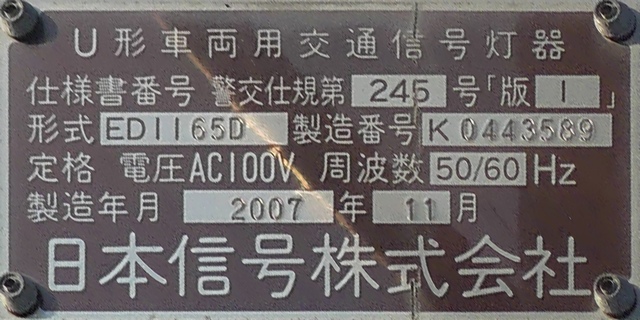 U形車両用交通信号灯器
仕様書番号 警交仕規第 245 号「版 1 」
形式 ED1165D 製造番号 K 0443589
定格 電圧AC100V 周波数 50/60 Hz
製造年月 2007 年 11 月
日本信号株式会社